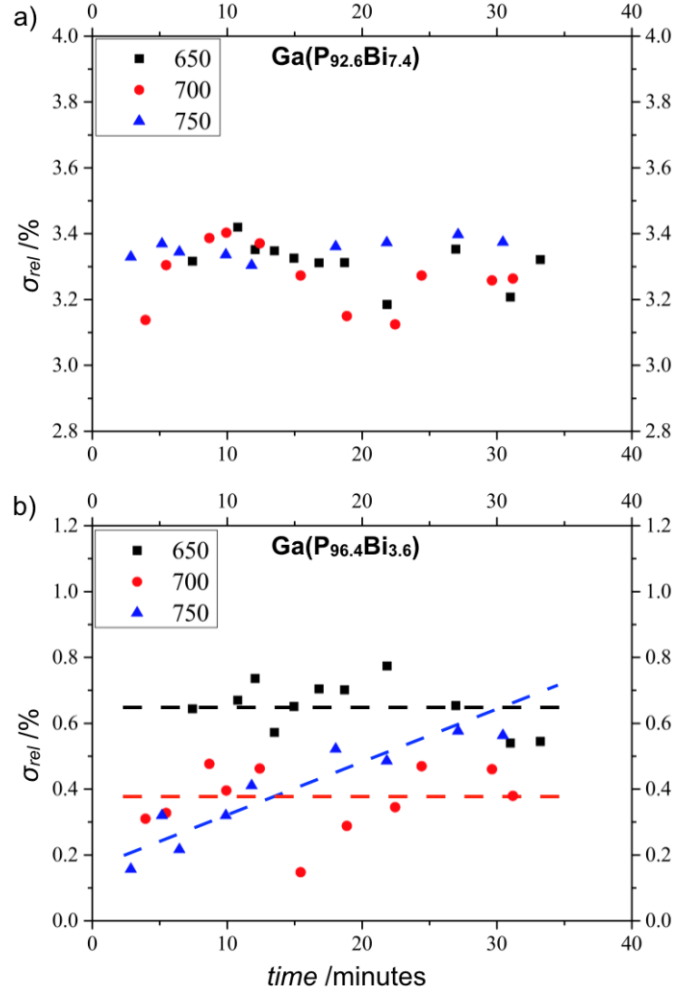 a)
0 10 20 30 40
4.0 4.0
Ga(P92.6Bi7.4)
650
700
750
3.8 3.8
3.6 3.6
3.4 3.4
σrel /%
3.2 3.2
3.0 3.0
2.8 2.8
0 10 20 30 40
b)
0 10 20 30 40
1.2 1.2
Ga(P96.4Bi3.6)
650
700
750
1.0 1.0
0.8 0.8
0.6 0.6
σrel /%
0.4 0.4
0.2 0.2
0.0 0.0
0 10 20 30 40
time /minutes